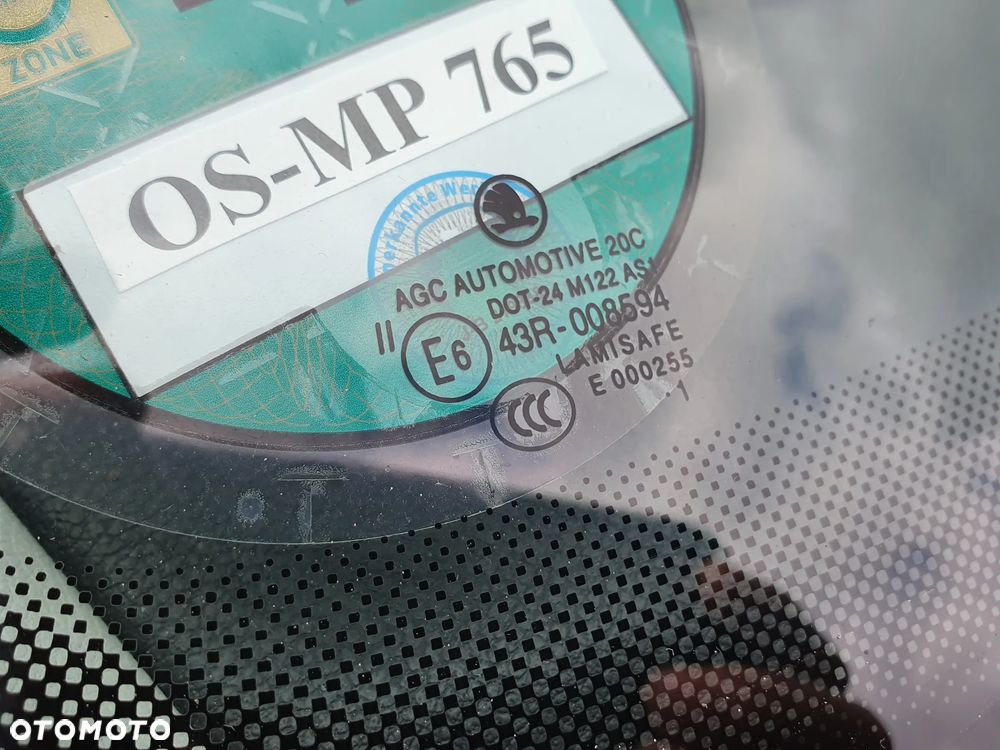 ZONE
OS-MP 765
AGC AUTOMOTIVE 20C
DOT-24 M122 AS1
II E6 43R-008594
LAMISAFE
CCC E 000255
1
OTOMOTO